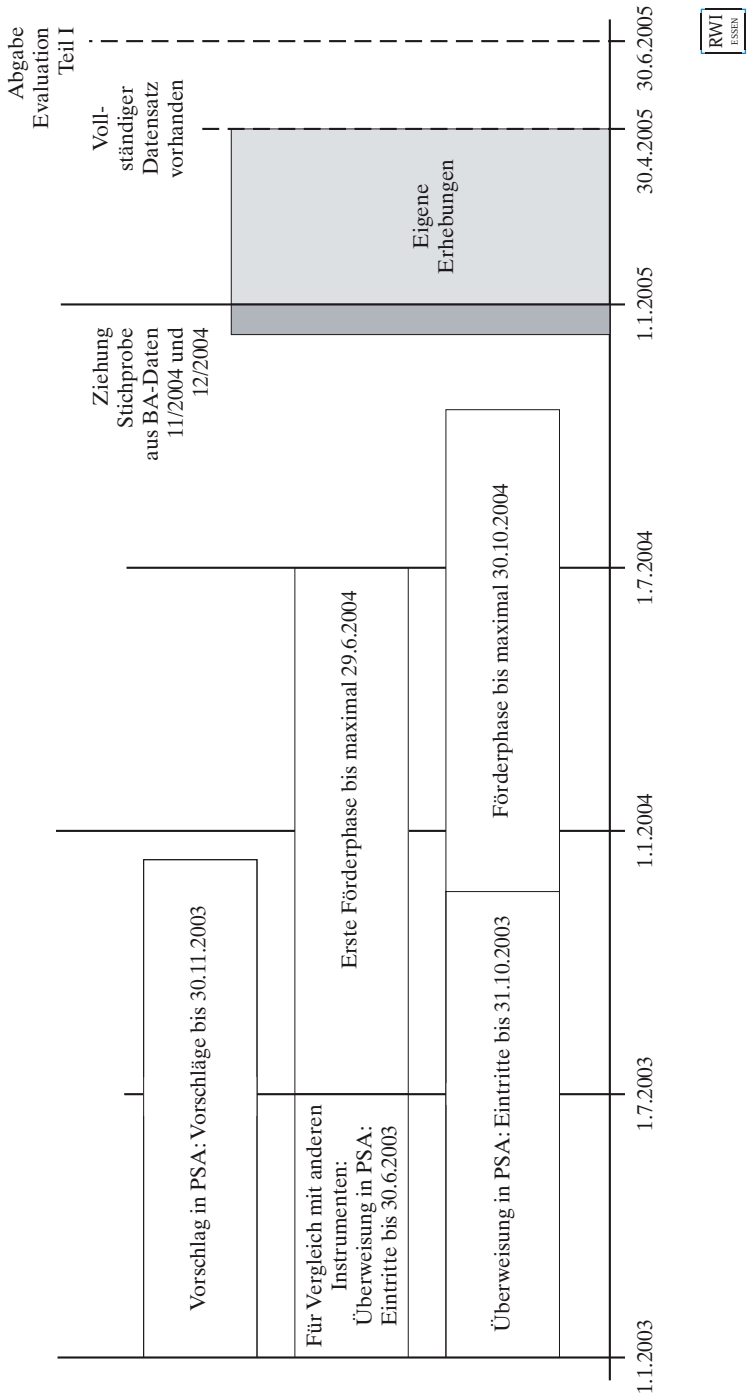 Abgabe
Evaluation
Teil I
Voll-
ständiger
Datensatz
vorhanden
Ziehung
Stichprobe
aus BA-Daten
11/2004 und
12/2004
Vorschlag in PSA: Vorschläge bis 30.11.2003
Für Vergleich mit anderen
Instrumenten:
Überweisung in PSA:
Eintritte bis 30.6.2003
Erste Förderphase bis maximal 29.6.2004
Eigene
Erhebungen
Überweisung in PSA: Eintritte bis 31.10.2003
Förderphase bis maximal 30.10.2004
1.1.2003
1.7.2003
1.1.2004
1.7.2004
1.1.2005
30.4.2005
30.6.2005
RWI
ESSEN